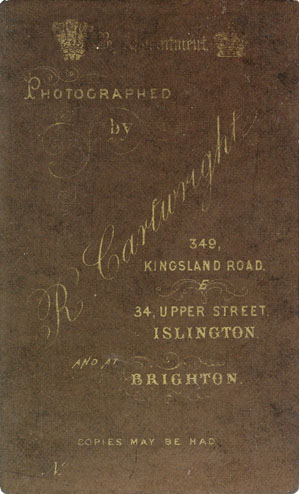 By Appointment
PHOTOGRAPHED
by
R Cartwright
349,
KINGSLAND ROAD.
E
34, UPPER STREET,
ISLINGTON
AND AT
BRIGHTON.
COPIES MAY BE HAD